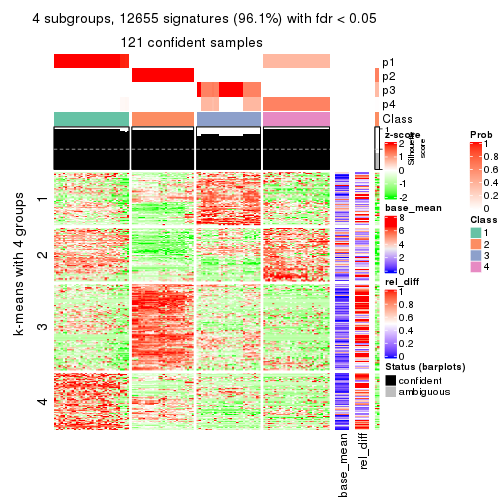 4 subgroups, 12655 signatures (96.1%) with fdr < 0.05
121 confident samples
p1
p2
p3
p4
Class
1
Silhouette
score
k-means with 4 groups
1
2
3
4
base_mean
rel_diff
z-score
2
1
0
-1
-2
base_mean
8
6
4
2
0
rel_diff
1
0.8
0.6
0.4
0.2
0
Status (barplots)
confident
ambiguous
Prob
1
0.8
0.6
0.4
0.2
0
Class
1
2
3
4